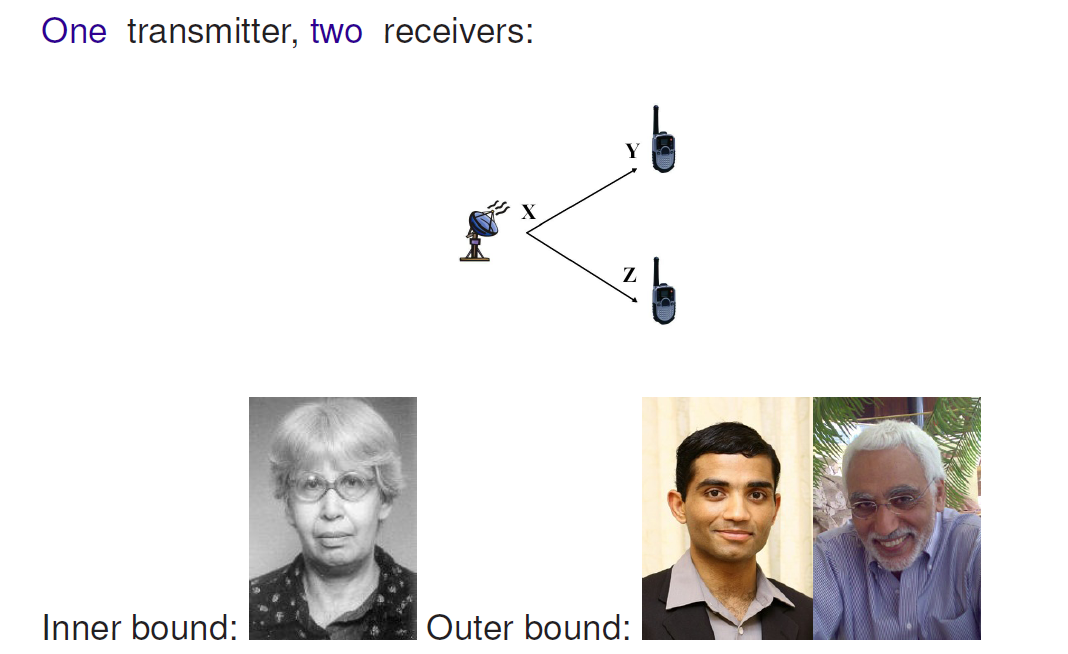 One transmitter, two receivers:
Y
X
Z
Inner bound:
Outer bound: